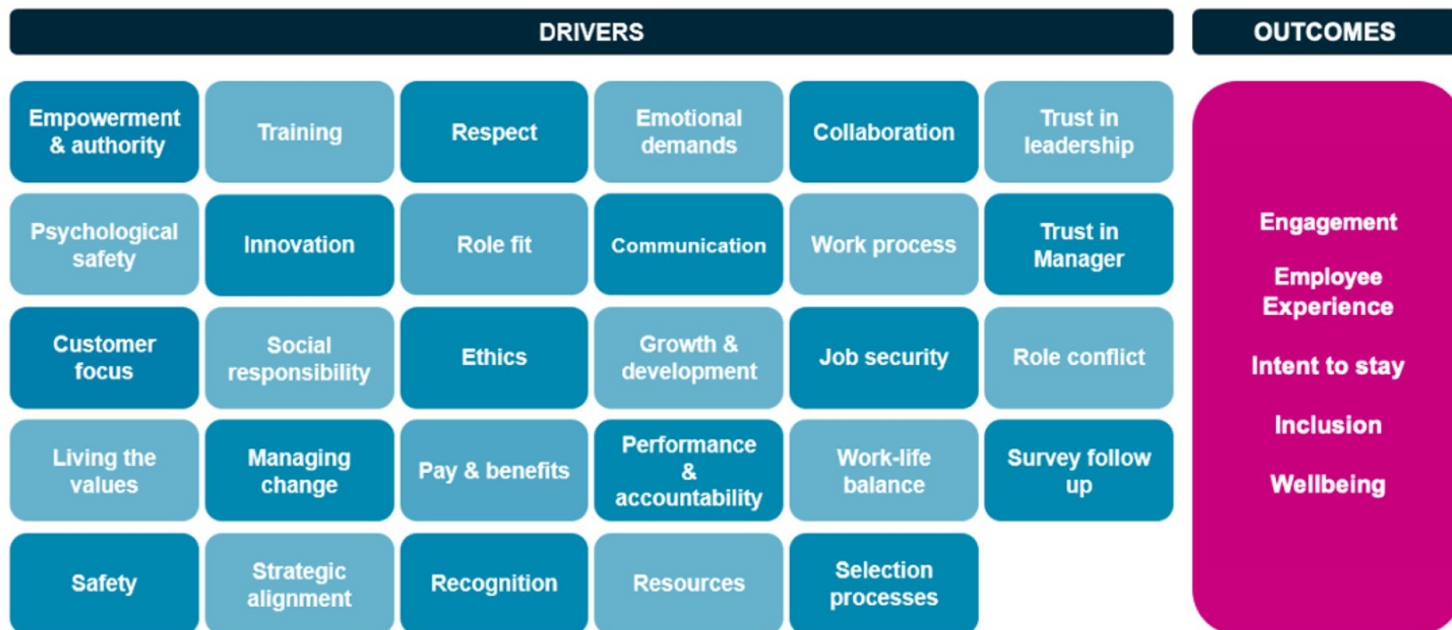 DRIVERS
OUTCOMES
Empowerment
& authority
Training
Respect
Emotional
demands
Collaboration
Trust in
leadership
Psychological
safety
Innovation
Role fit
Communication
Work process
Trust in
Manager
Customer
focus
Social
responsibility
Ethics
Growth &
development
Job security
Role conflict
Living the
values
Managing
change
Pay & benefits
Performance
&
accountability
Work-life
balance
Survey follow
up
Safety
Strategic
alignment
Recognition
Resources
Selection
processes
Engagement
Employee
Experience
Intent to stay
Inclusion
Wellbeing